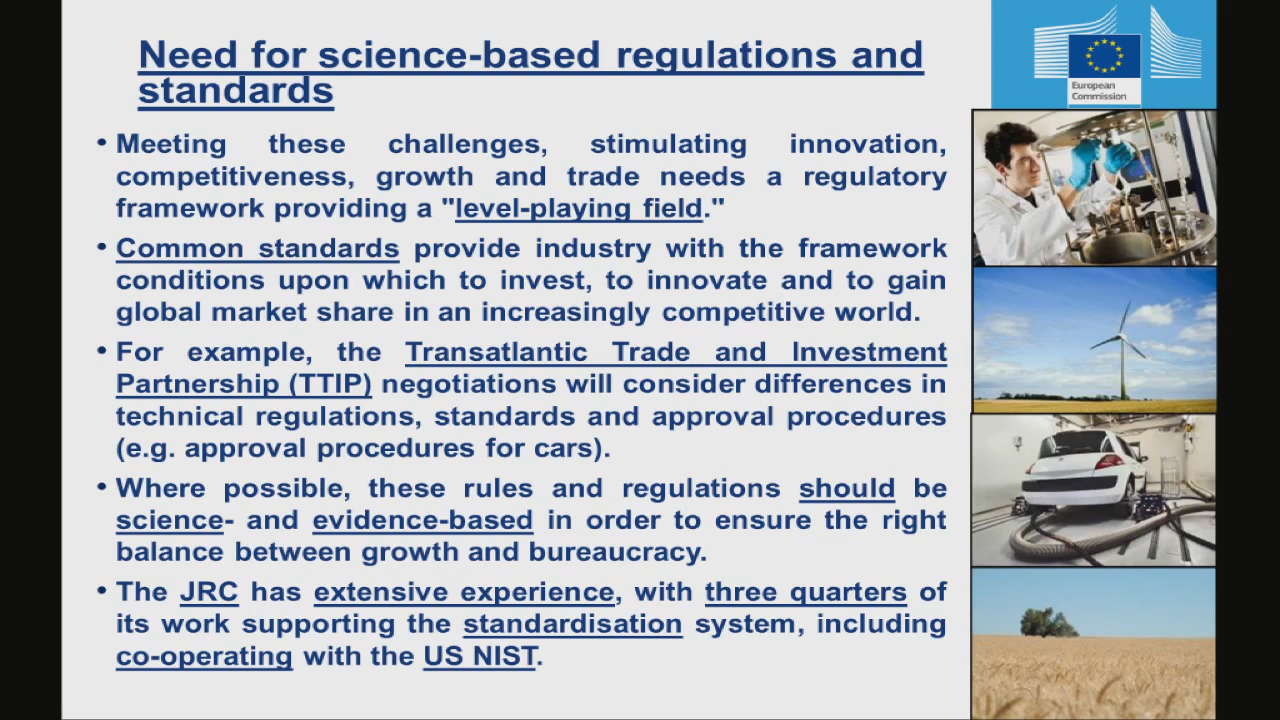 Need for science-based regulations and
standards
• Meeting these challenges, stimulating innovation,
competitiveness, growth and trade needs a regulatory
framework providing a "level-playing field."
• Common standards provide industry with the framework
conditions upon which to invest, to innovate and to gain
global market share in an increasingly competitive world.
• For example, the Transatlantic Trade and Investment
Partnership (TTIP) negotiations will consider differences in
technical regulations, standards and approval procedures
(e.g. approval procedures for cars).
• Where possible, these rules and regulations should be
science- and evidence-based in order to ensure the right
balance between growth and bureaucracy.
• The JRC has extensive experience, with three quarters of
its work supporting the standardisation system, including
co-operating with the US NIST.
European
Commission